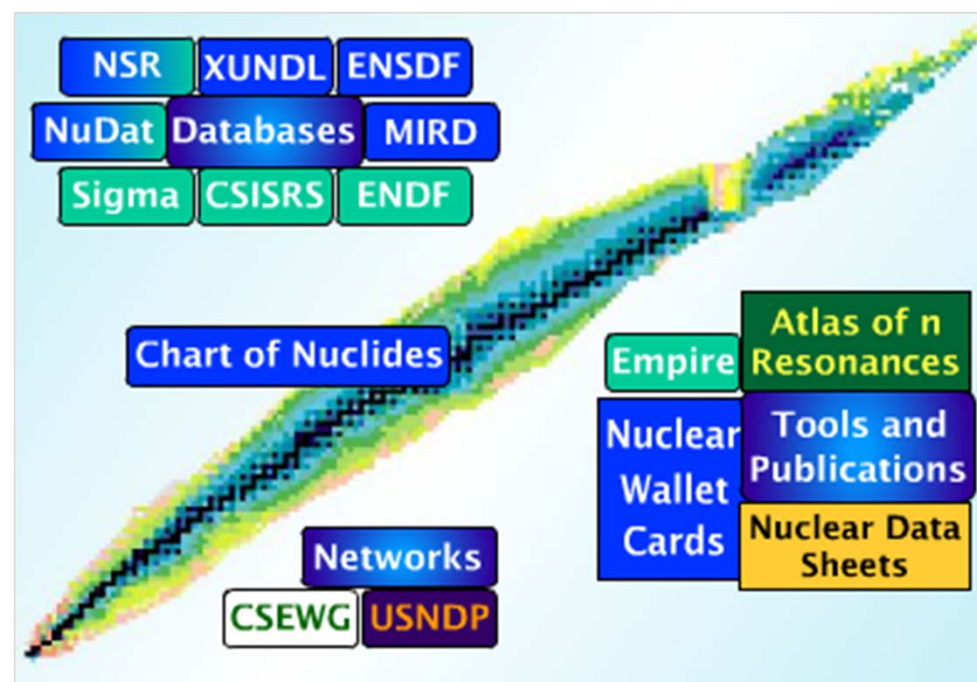 NSR XUNDL ENSDF
NuDat Databases MIRD
Sigma CSISRS ENDF
Chart of Nuclides
Empire
Atlas of n
Resonances
Nuclear
Wallet
Cards
Tools and
Publications
Nuclear Data
Sheets
Networks
CSEWG USNDP